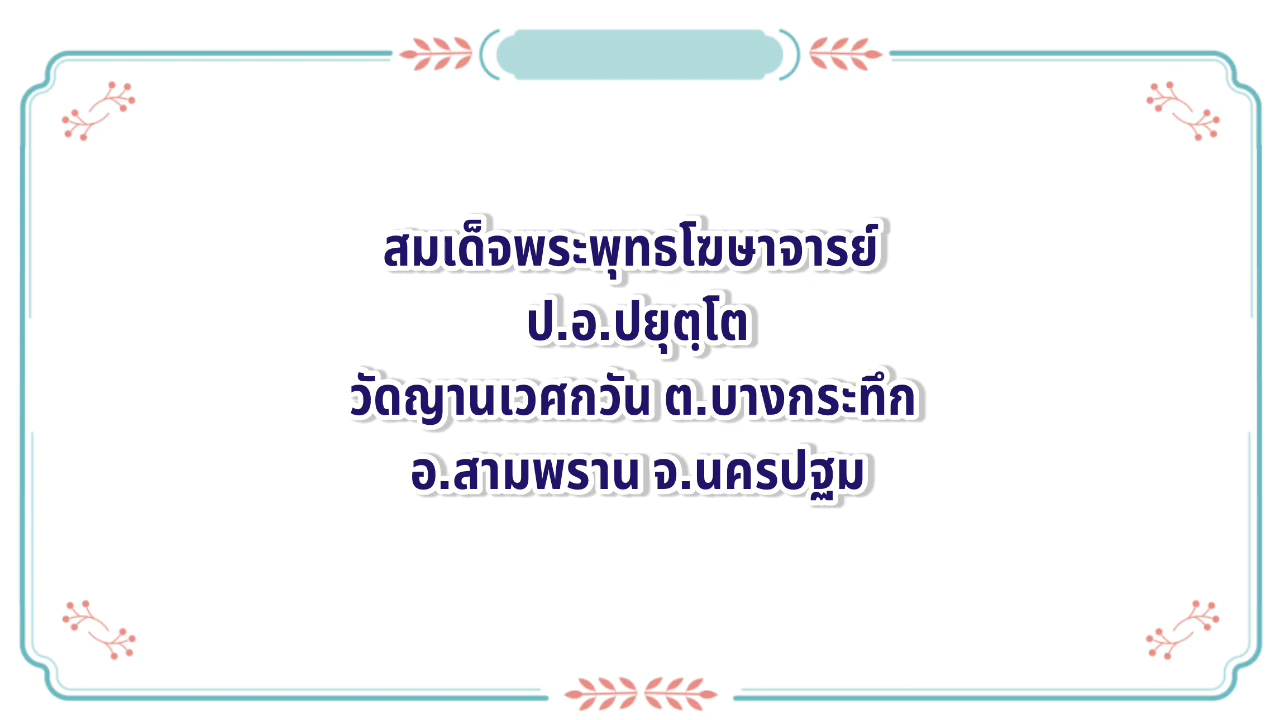 สมเด็จพระพุทธโฆษาจารย์
ป.อ.ปยุตฺโต
วัดญานเวศกวัน ต.บางกระทึก
อ.สามพราน จ.นครปฐม